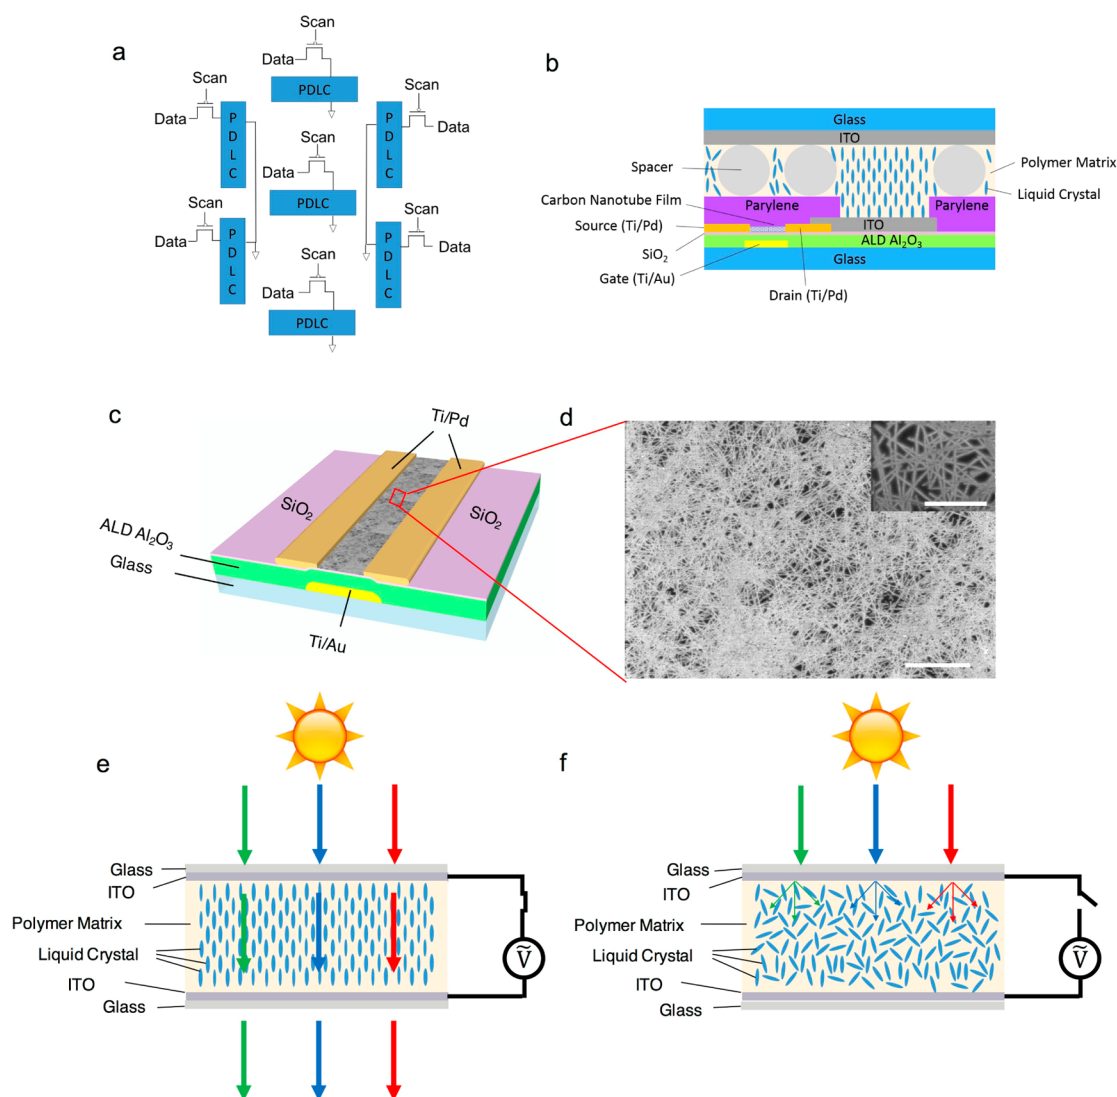 a
Scan
Data
PDLC
Scan
Data
P
D
L
C
P
D
L
C
Scan
Data
Scan
Data
PDLC
Scan
Data
P
D
L
C
P
D
L
C
Scan
Data
Scan
Data
PDLC
b
Glass
ITO
Spacer
Polymer Matrix
Liquid Crystal
Carbon Nanotube Film
Parylene
Parylene
Source (Ti/Pd)
ITO
SiO₂
ALD Al₂O₃
Glass
Gate (Ti/Au)
Drain (Ti/Pd)
c
Ti/Pd
SiO₂
SiO₂
ALD Al₂O₃
Glass
Ti/Au
d
e
Glass
ITO
Polymer Matrix
Liquid Crystal
ITO
Glass
Ṽ
f
Glass
ITO
Polymer Matrix
Liquid Crystal
ITO
Glass
Ṽ